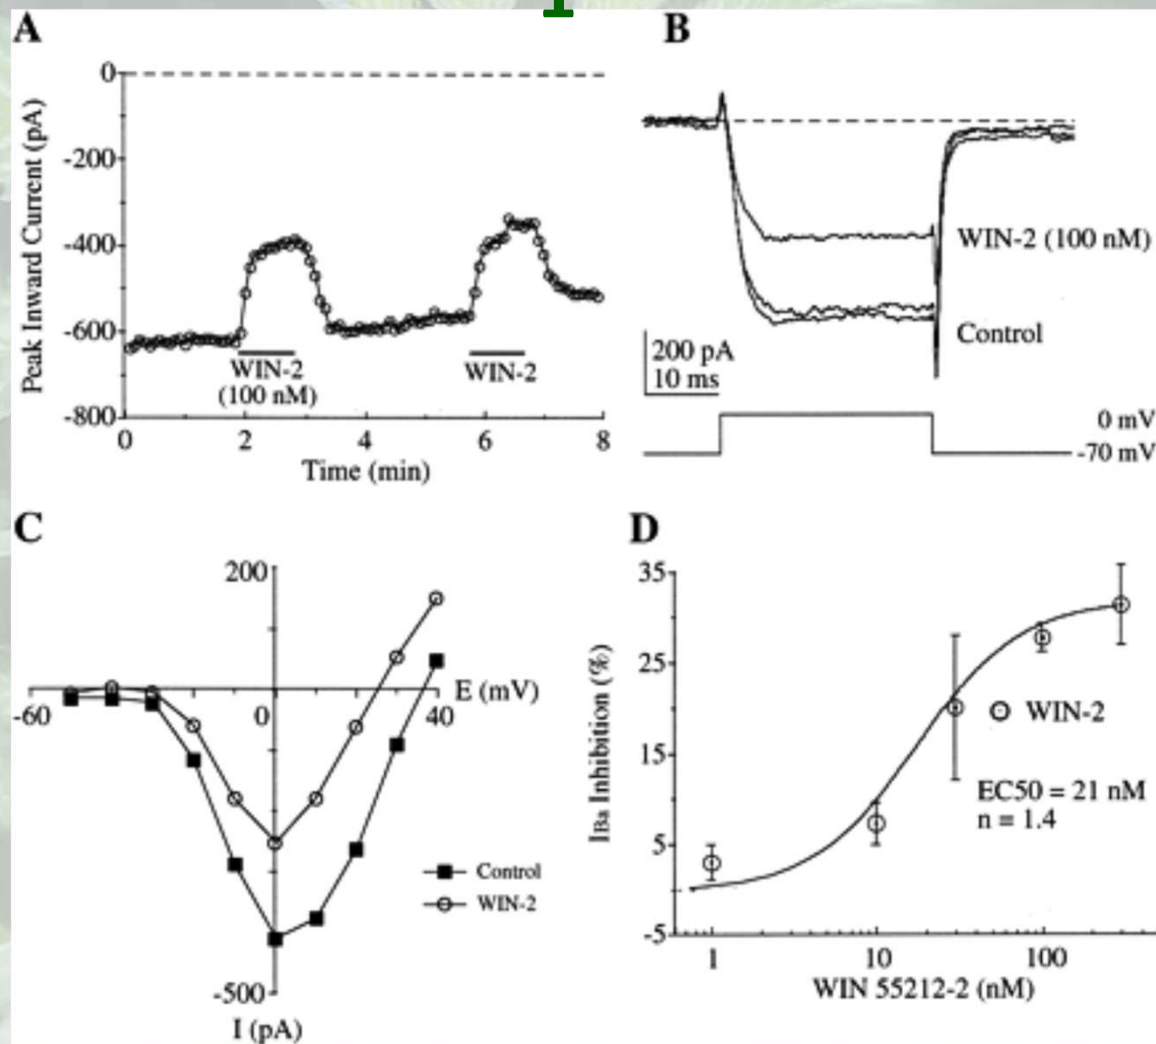 A
Peak Inward Current (pA)
0
-200
-400
-600
-800
WIN-2
(100 nM)
WIN-2
0
2
4
6
8
Time (min)
B
WIN-2 (100 nM)
Control
200 pA
10 ms
0 mV
-70 mV
C
200
E (mV)
-60
0
40
Control
WIN-2
-500
I (pA)
D
IBa Inhibition (%)
35
25
15
5
-5
WIN-2
EC50 = 21 nM
n = 1.4
1
10
100
WIN 55212-2 (nM)